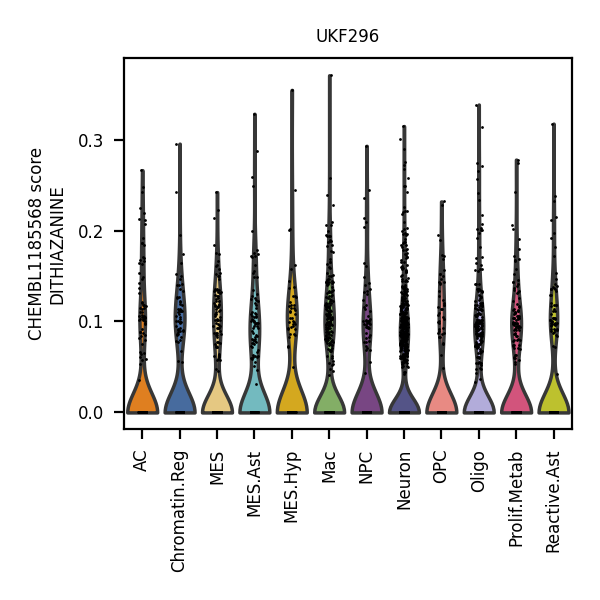 UKF296
CHEMBL1185568 score
DITHIAZANINE
0.3
0.2
0.1
0.0
AC
Chromatin.Reg
MES
MES.Ast
MES.Hyp
Mac
NPC
Neuron
OPC
Oligo
Prolif.Metab
Reactive.Ast